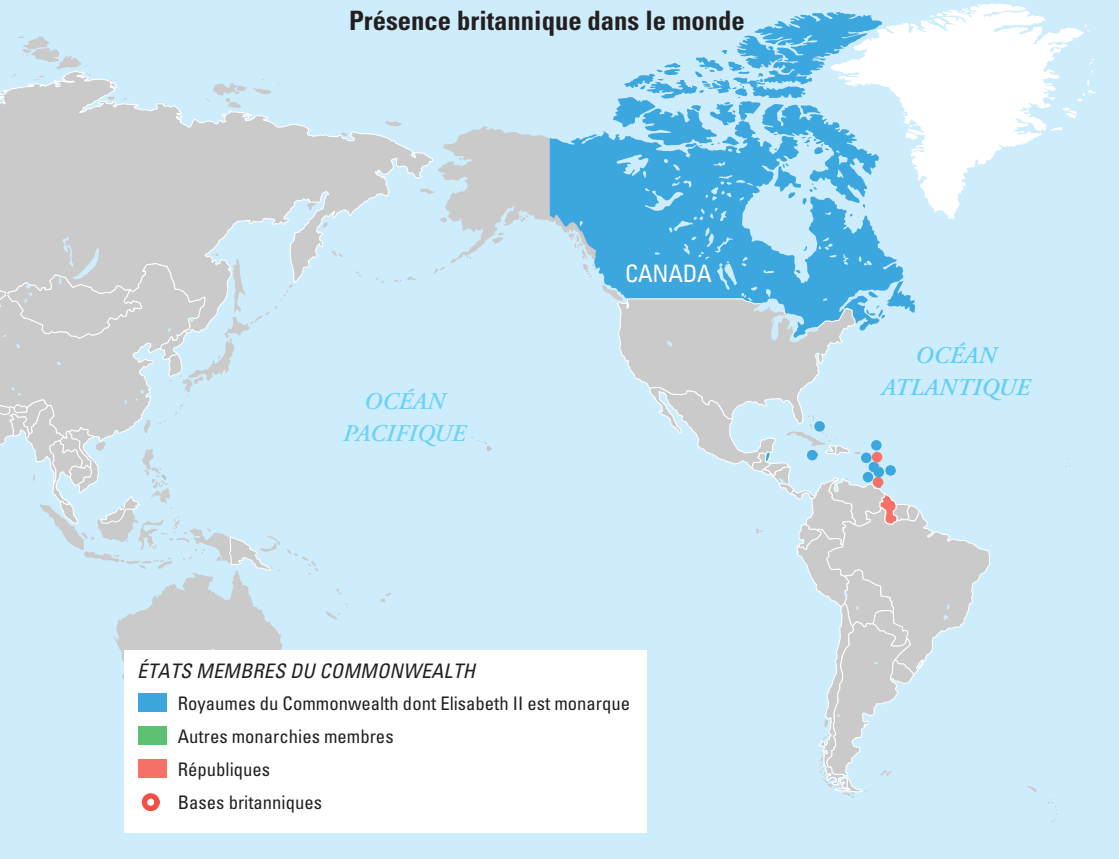 Présence britannique dans le monde
CANADA
OCÉAN
ATLANTIQUE
OCÉAN
PACIFIQUE
ÉTATS MEMBRES DU COMMONWEALTH
Royaumes du Commonwealth dont Elisabeth II est monarque
Autres monarchies membres
Républiques
Bases britanniques